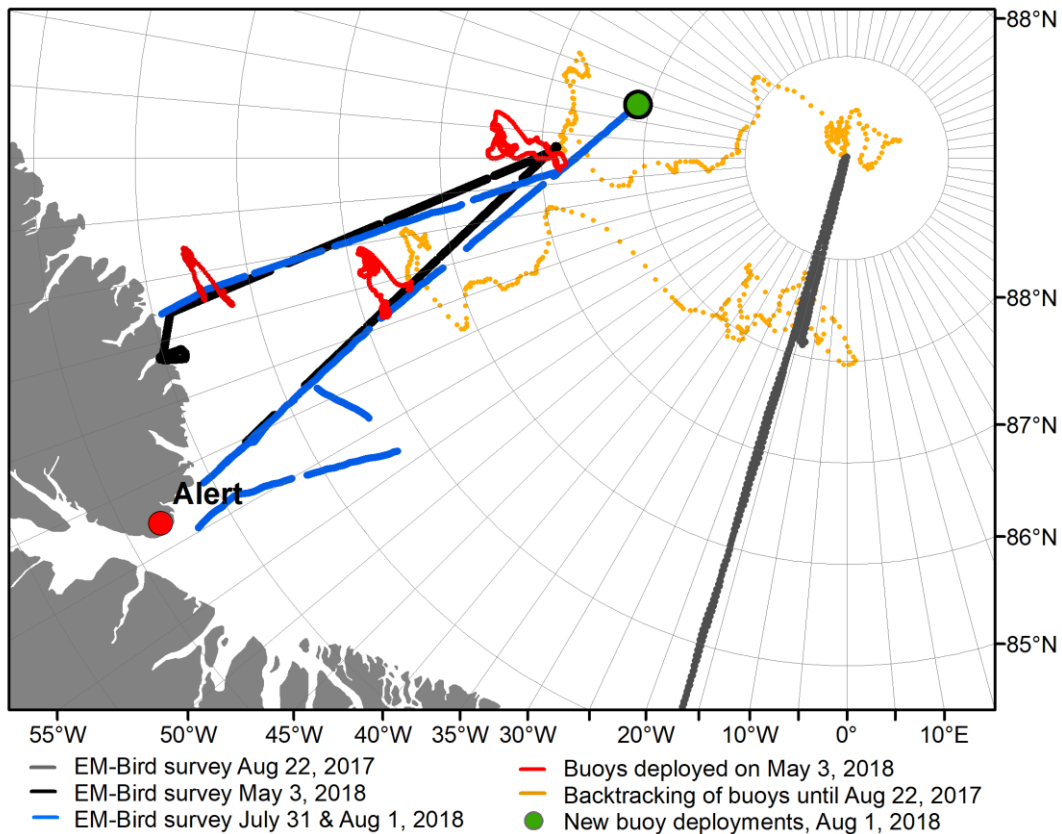 88°N
88°N
87°N
86°N
85°N
Alert
55°W 50°W 45°W 40°W 35°W 30°W 20°W 0° 10°E
EM-Bird survey Aug 22, 2017
EM-Bird survey May 3, 2018
EM-Bird survey July 31 & Aug 1, 2018
Buoys deployed on May 3, 2018
Backtracking of buoys until Aug 22, 2017
New buoy deployments, Aug 1, 2018